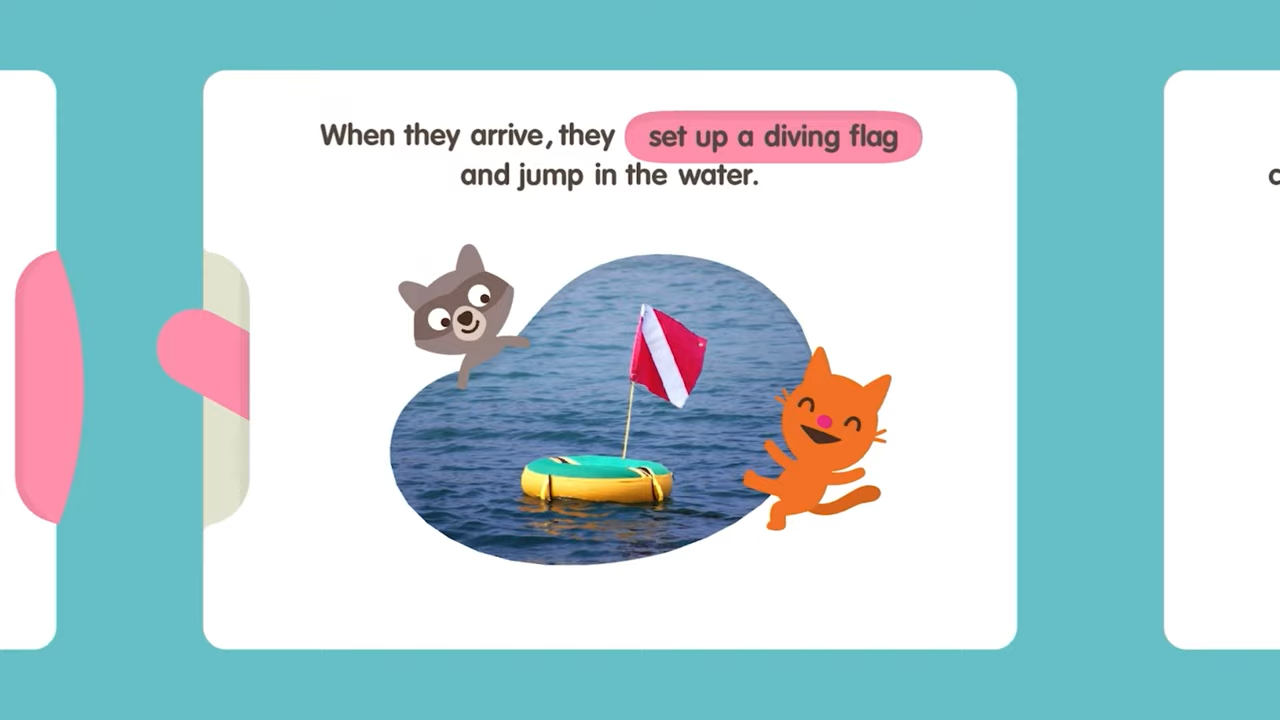 When they arrive, they set up a diving flag
and jump in the water.